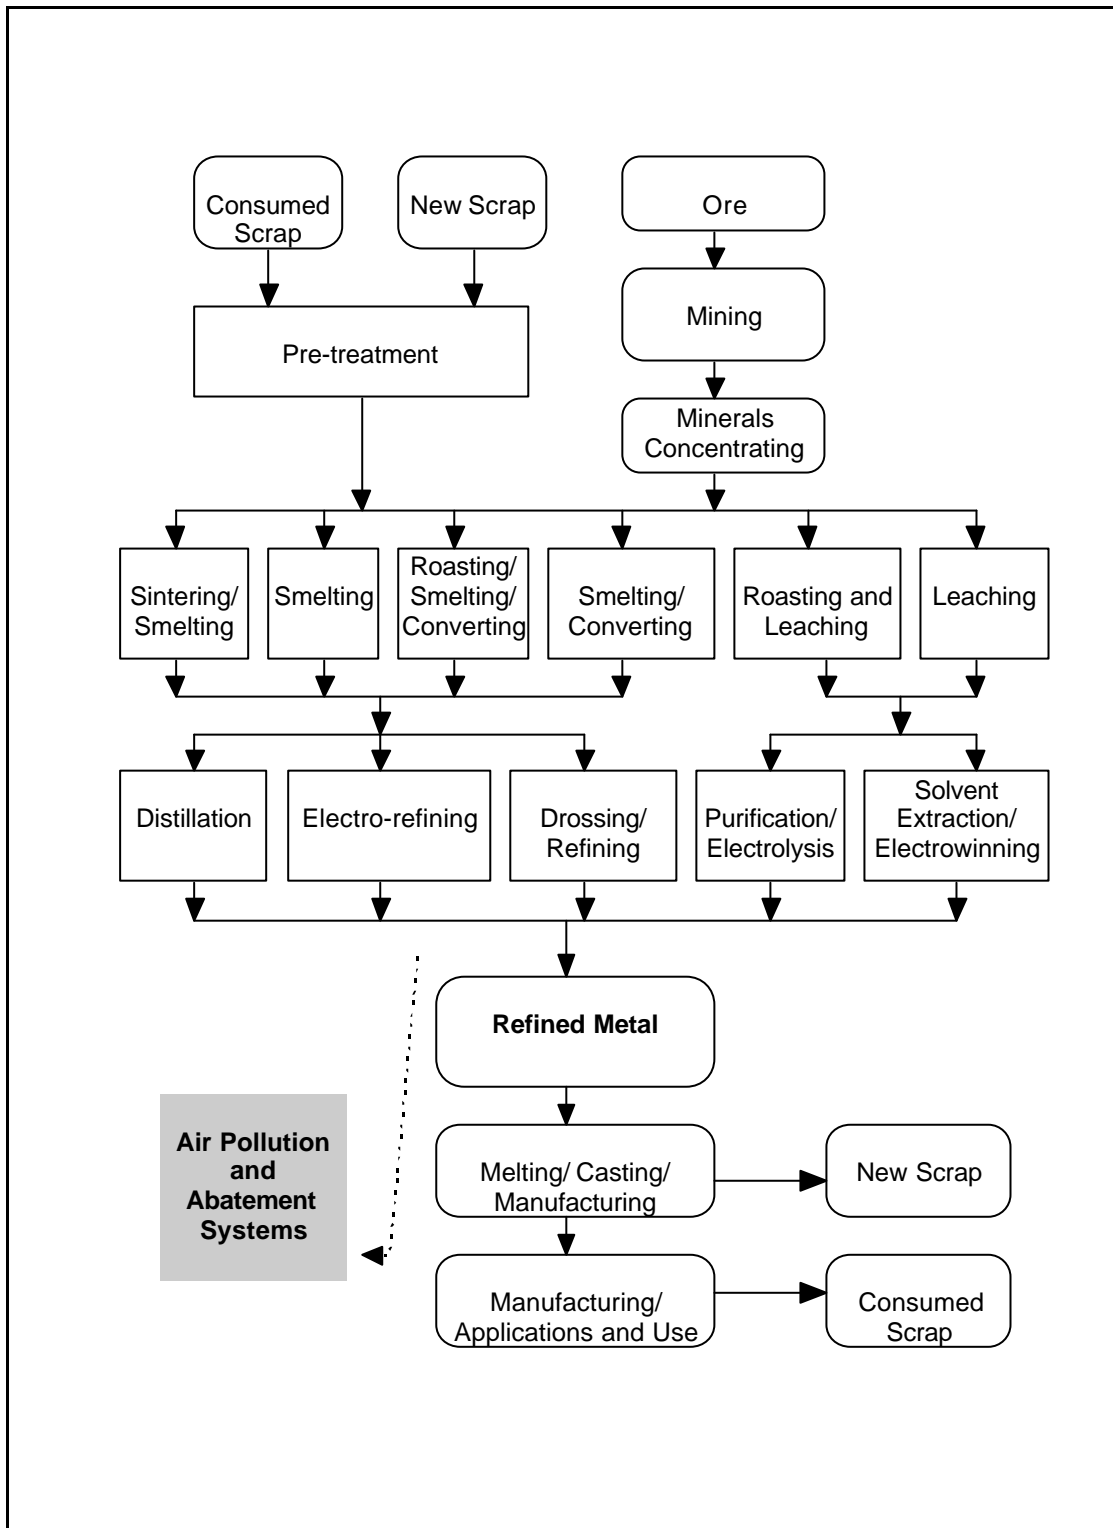 Consumed
Scrap
New Scrap
Ore
Mining
Pre-treatment
Minerals
Concentrating
Sintering/
Smelting
Smelting
Roasting/
Smelting/
Converting
Smelting/
Converting
Roasting and
Leaching
Leaching
Distillation
Electro-refining
Drossing/
Refining
Purification/
Electrolysis
Solvent
Extraction/
Electrowinning
Refined Metal
Air Pollution
and
Abatement
Systems
Melting/ Casting/
Manufacturing
New Scrap
Manufacturing/
Applications and Use
Consumed
Scrap